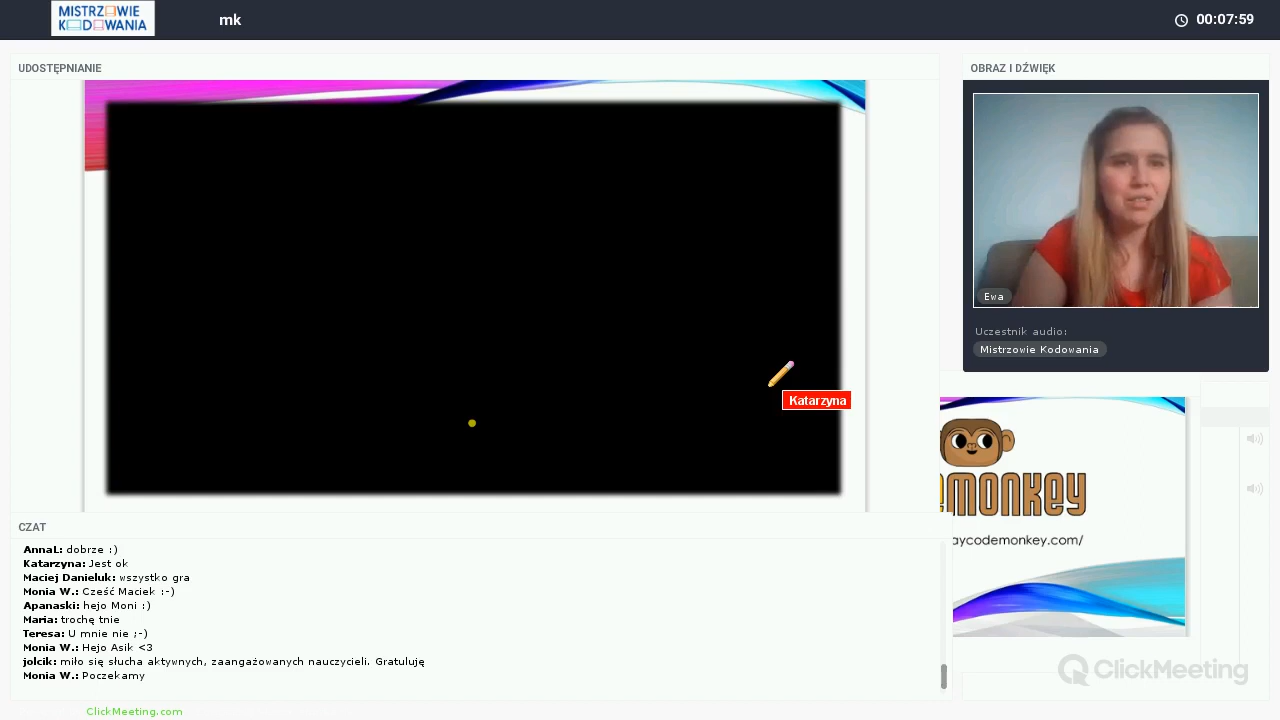 MISTRZOWIE
KODOWANIA
mk
00:07:59
UDOSTĘPNIANIE
OBRAZ I DŹWIĘK
Ewa
Uczestnik audio:
Mistrzowie Kodowania
Katarzyna
monkey
aycodemonkey.com/
CZAT
AnnaL: dobrze :)
Katarzyna: Jest ok
Maciej Danieluk: wszystko gra
Monia W.: Cześć Maciek :-)
Apanaski: hejo Moni :)
Maria: trochę tnie
Teresa: U mnie nie ;-)
Monia W.: Hejo Asik <3
jolcik: miło się słucha aktywnych, zaangażowanych nauczycieli. Gratuluję
Monia W.: Poczekamy
ClickMeeting
ClickMeeting.com